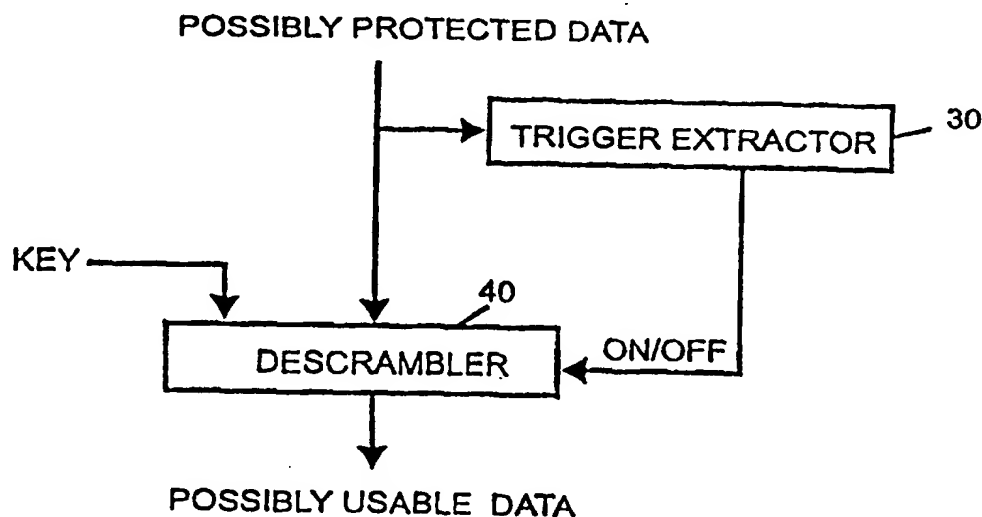 POSSIBLY PROTECTED DATA
TRIGGER EXTRACTOR
30
KEY
40
DESCRAMBLER
ON/OFF
POSSIBLY USABLE DATA